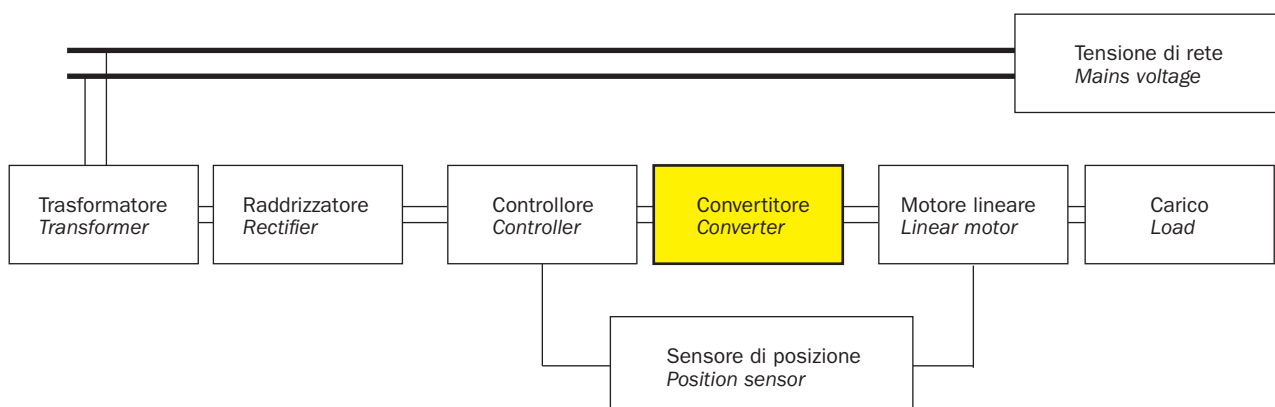 Tensione di rete
Mains voltage
Trasformatore
Transformer
Raddrizzatore
Rectifier
Controllore
Controller
Convertitore
Converter
Motore lineare
Linear motor
Carico
Load
Sensore di posizione
Position sensor